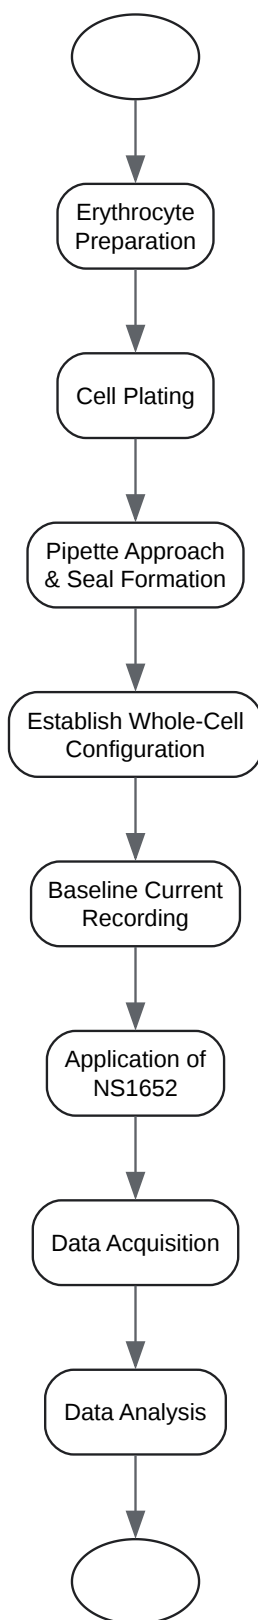 Erythrocyte
Preparation
Cell Plating
Pipette Approach
& Seal Formation
Establish Whole-Cell
Configuration
Baseline Current
Recording
Application of
NS1652
Data Acquisition
Data Analysis